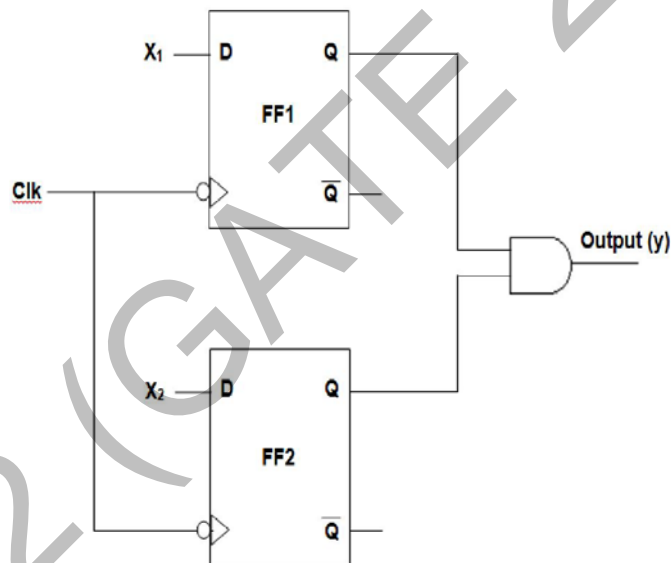 X₁
D
Q
FF1
Clk
Q̅
Output (y)
X₂
D
Q
FF2
Q̅
2 (GATE 2